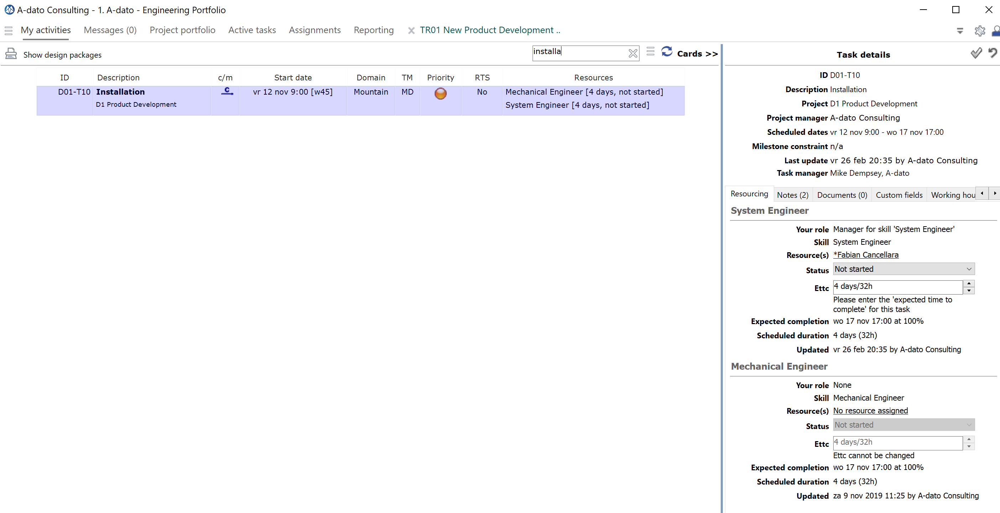 A-dato Consulting - 1. A-dato - Engineering Portfolio
My activities Messages (0) Project portfolio Active tasks Assignments Reporting TR01 New Product Development ..
Show design packages installa Cards >>
ID Description c/m Start date Domain TM Priority RTS Resources
D01-T10 Installation C vr 12 nov 9:00 [w45] Mountain MD No Mechanical Engineer [4 days, not started]
D1 Product Development System Engineer [4 days, not started]
Task details
ID D01-T10
Description Installation
Project D1 Product Development
Project manager A-dato Consulting
Scheduled dates vr 12 nov 9:00 - wo 17 nov 17:00
Milestone constraint n/a
Last update vr 26 feb 20:35 by A-dato Consulting
Task manager Mike Dempsey, A-dato
Resourcing Notes (2) Documents (0) Custom fields Working hou
System Engineer
Your role Manager for skill 'System Engineer'
Skill System Engineer
Resource(s) *Fabian Cancellara
Status Not started
Ettc 4 days/32h
Please enter the 'expected time to
complete' for this task
Expected completion wo 17 nov 17:00 at 100%
Scheduled duration 4 days (32h)
Updated vr 26 feb 20:35 by A-dato Consulting
Mechanical Engineer
Your role None
Skill Mechanical Engineer
Resource(s) No resource assigned
Status Not started
Ettc 4 days/32h
Ettc cannot be changed
Expected completion wo 17 nov 17:00 at 100%
Scheduled duration 4 days (32h)
Updated za 9 nov 2019 11:25 by A-dato Consulting